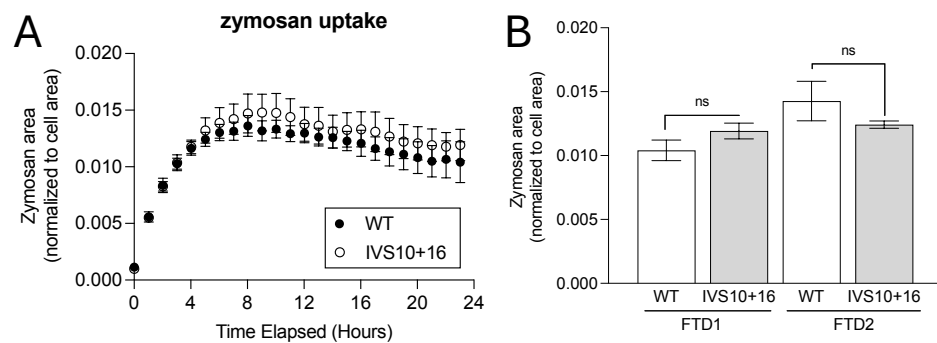 A
zymosan uptake
Zymosan area
(normalized to cell area)
0.020
0.015
0.010
0.005
0.000
WT
IVS10+16
0 4 8 12 16 20 24
Time Elapsed (Hours)
B
Zymosan area
(normalized to cell area)
0.020
0.015
0.010
0.005
0.000
ns
ns
WT IVS10+16 WT IVS10+16
FTD1 FTD2